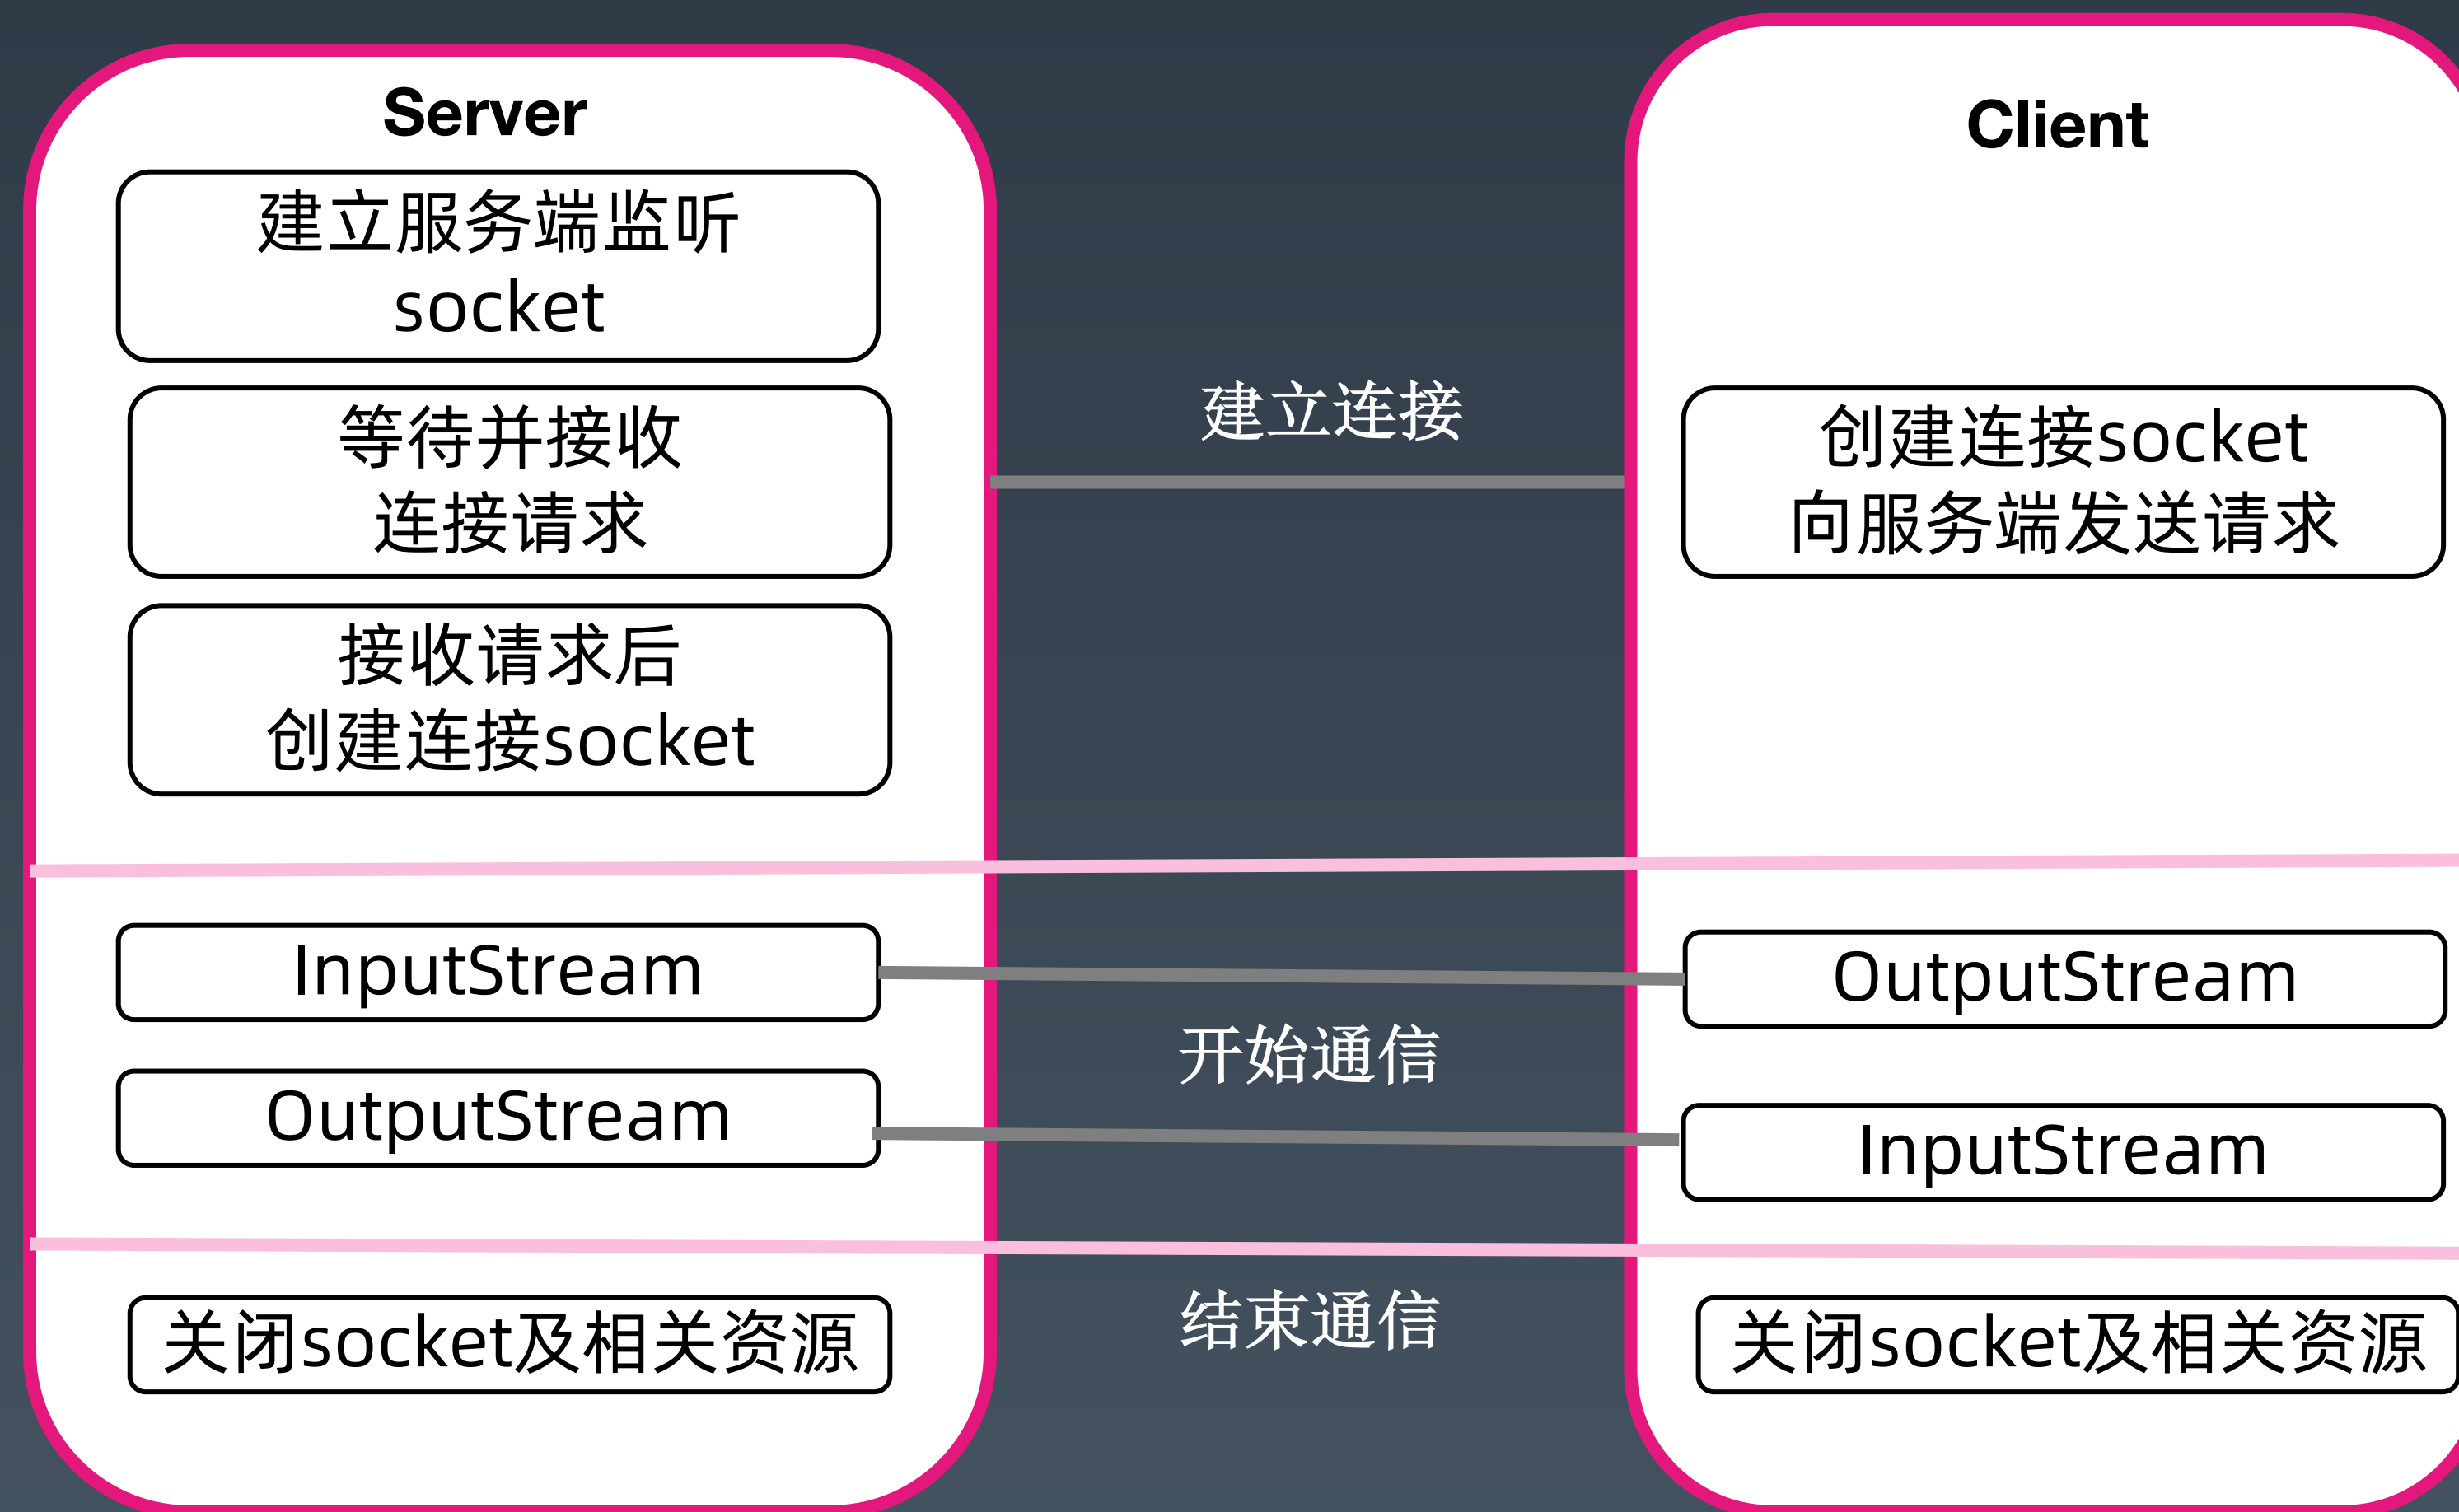 Server
建立服务端监听
socket
等待并接收
连接请求
接收请求后
创建连接socket
InputStream
OutputStream
关闭socket及相关资源
建立连接
开始通信
结束通信
Client
创建连接socket
向服务端发送请求
OutputStream
InputStream
关闭socket及相关资源